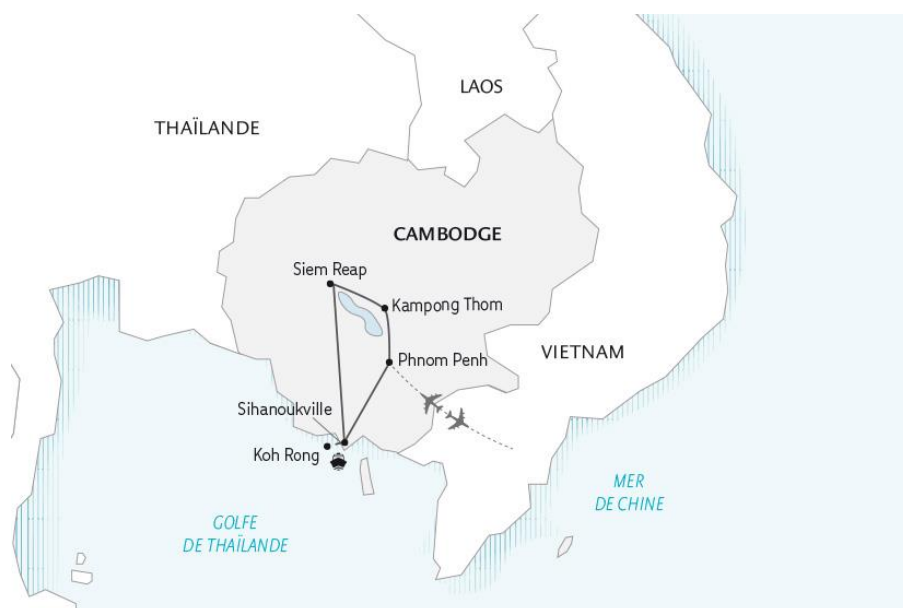 LAOS
THAÏLANDE
CAMBODGE
Siem Reap
Kampong Thom
VIETNAM
Phnom Penh
Sihanoukville
Koh Rong
MER
DE CHINE
GOLFE
DE THAÏLANDE